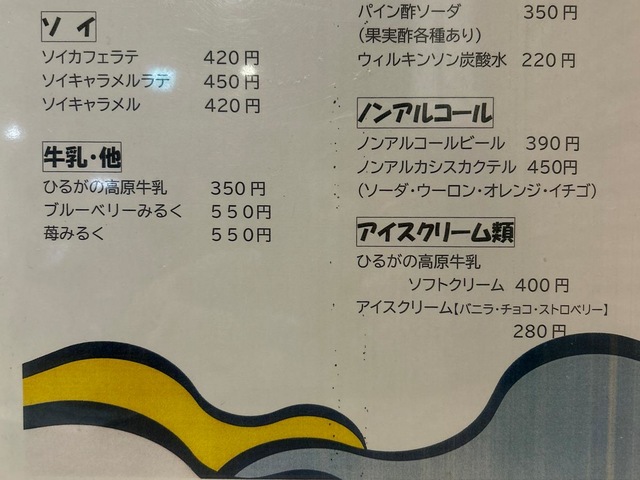 ソイ
ソイカフェラテ 420円
ソイキャラメルラテ 450円
ソイキャラメル 420円
牛乳・他
ひるがの高原牛乳 350円
ブルーベリーみるく 550円
苺みるく 550円
パイン酢ソーダ 350円
(果実酢各種あり)
ウィルキンソン炭酸水 220円
ノンアルコール
ノンアルコールビール 390円
ノンアルカシスカクテル 450円
(ソーダ・ウーロン・オレンジ・イチゴ)
アイスクリーム類
ひるがの高原牛乳
ソフトクリーム 400円
アイスクリーム【バニラ・チョコ・ストロベリー】
280円